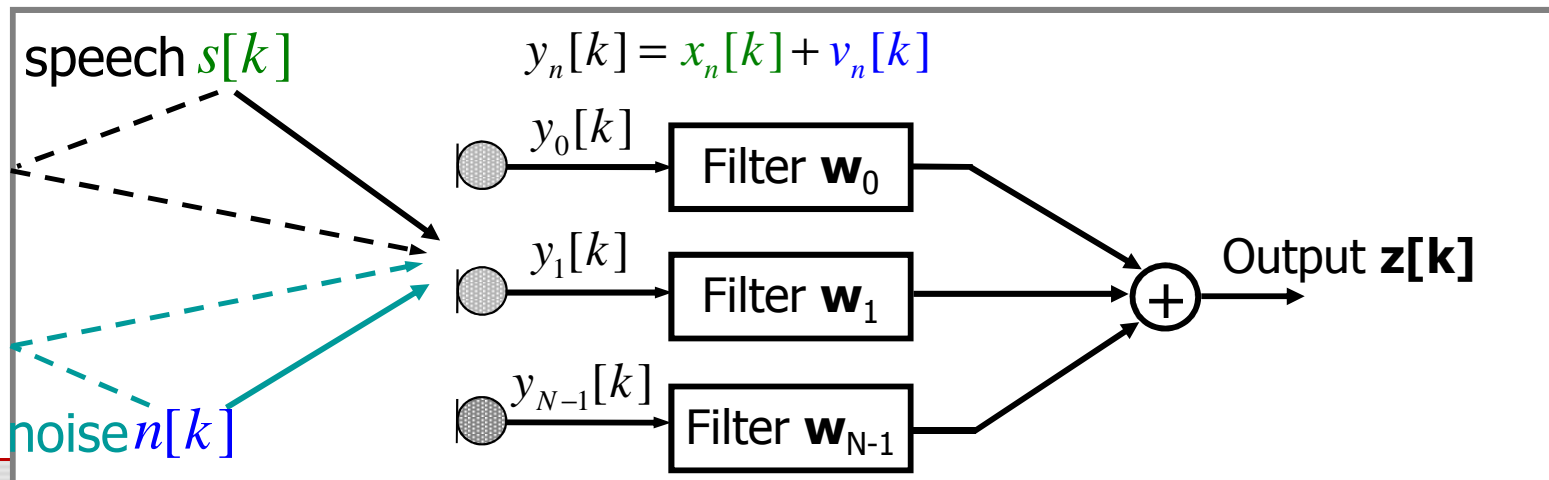 speech s[k]
y_n[k] = x_n[k] + v_n[k]
y_0[k]
Filter w_0
y_1[k]
Filter w_1
+
Output z[k]
y_{N-1}[k]
Filter w_{N-1}
noise n[k]